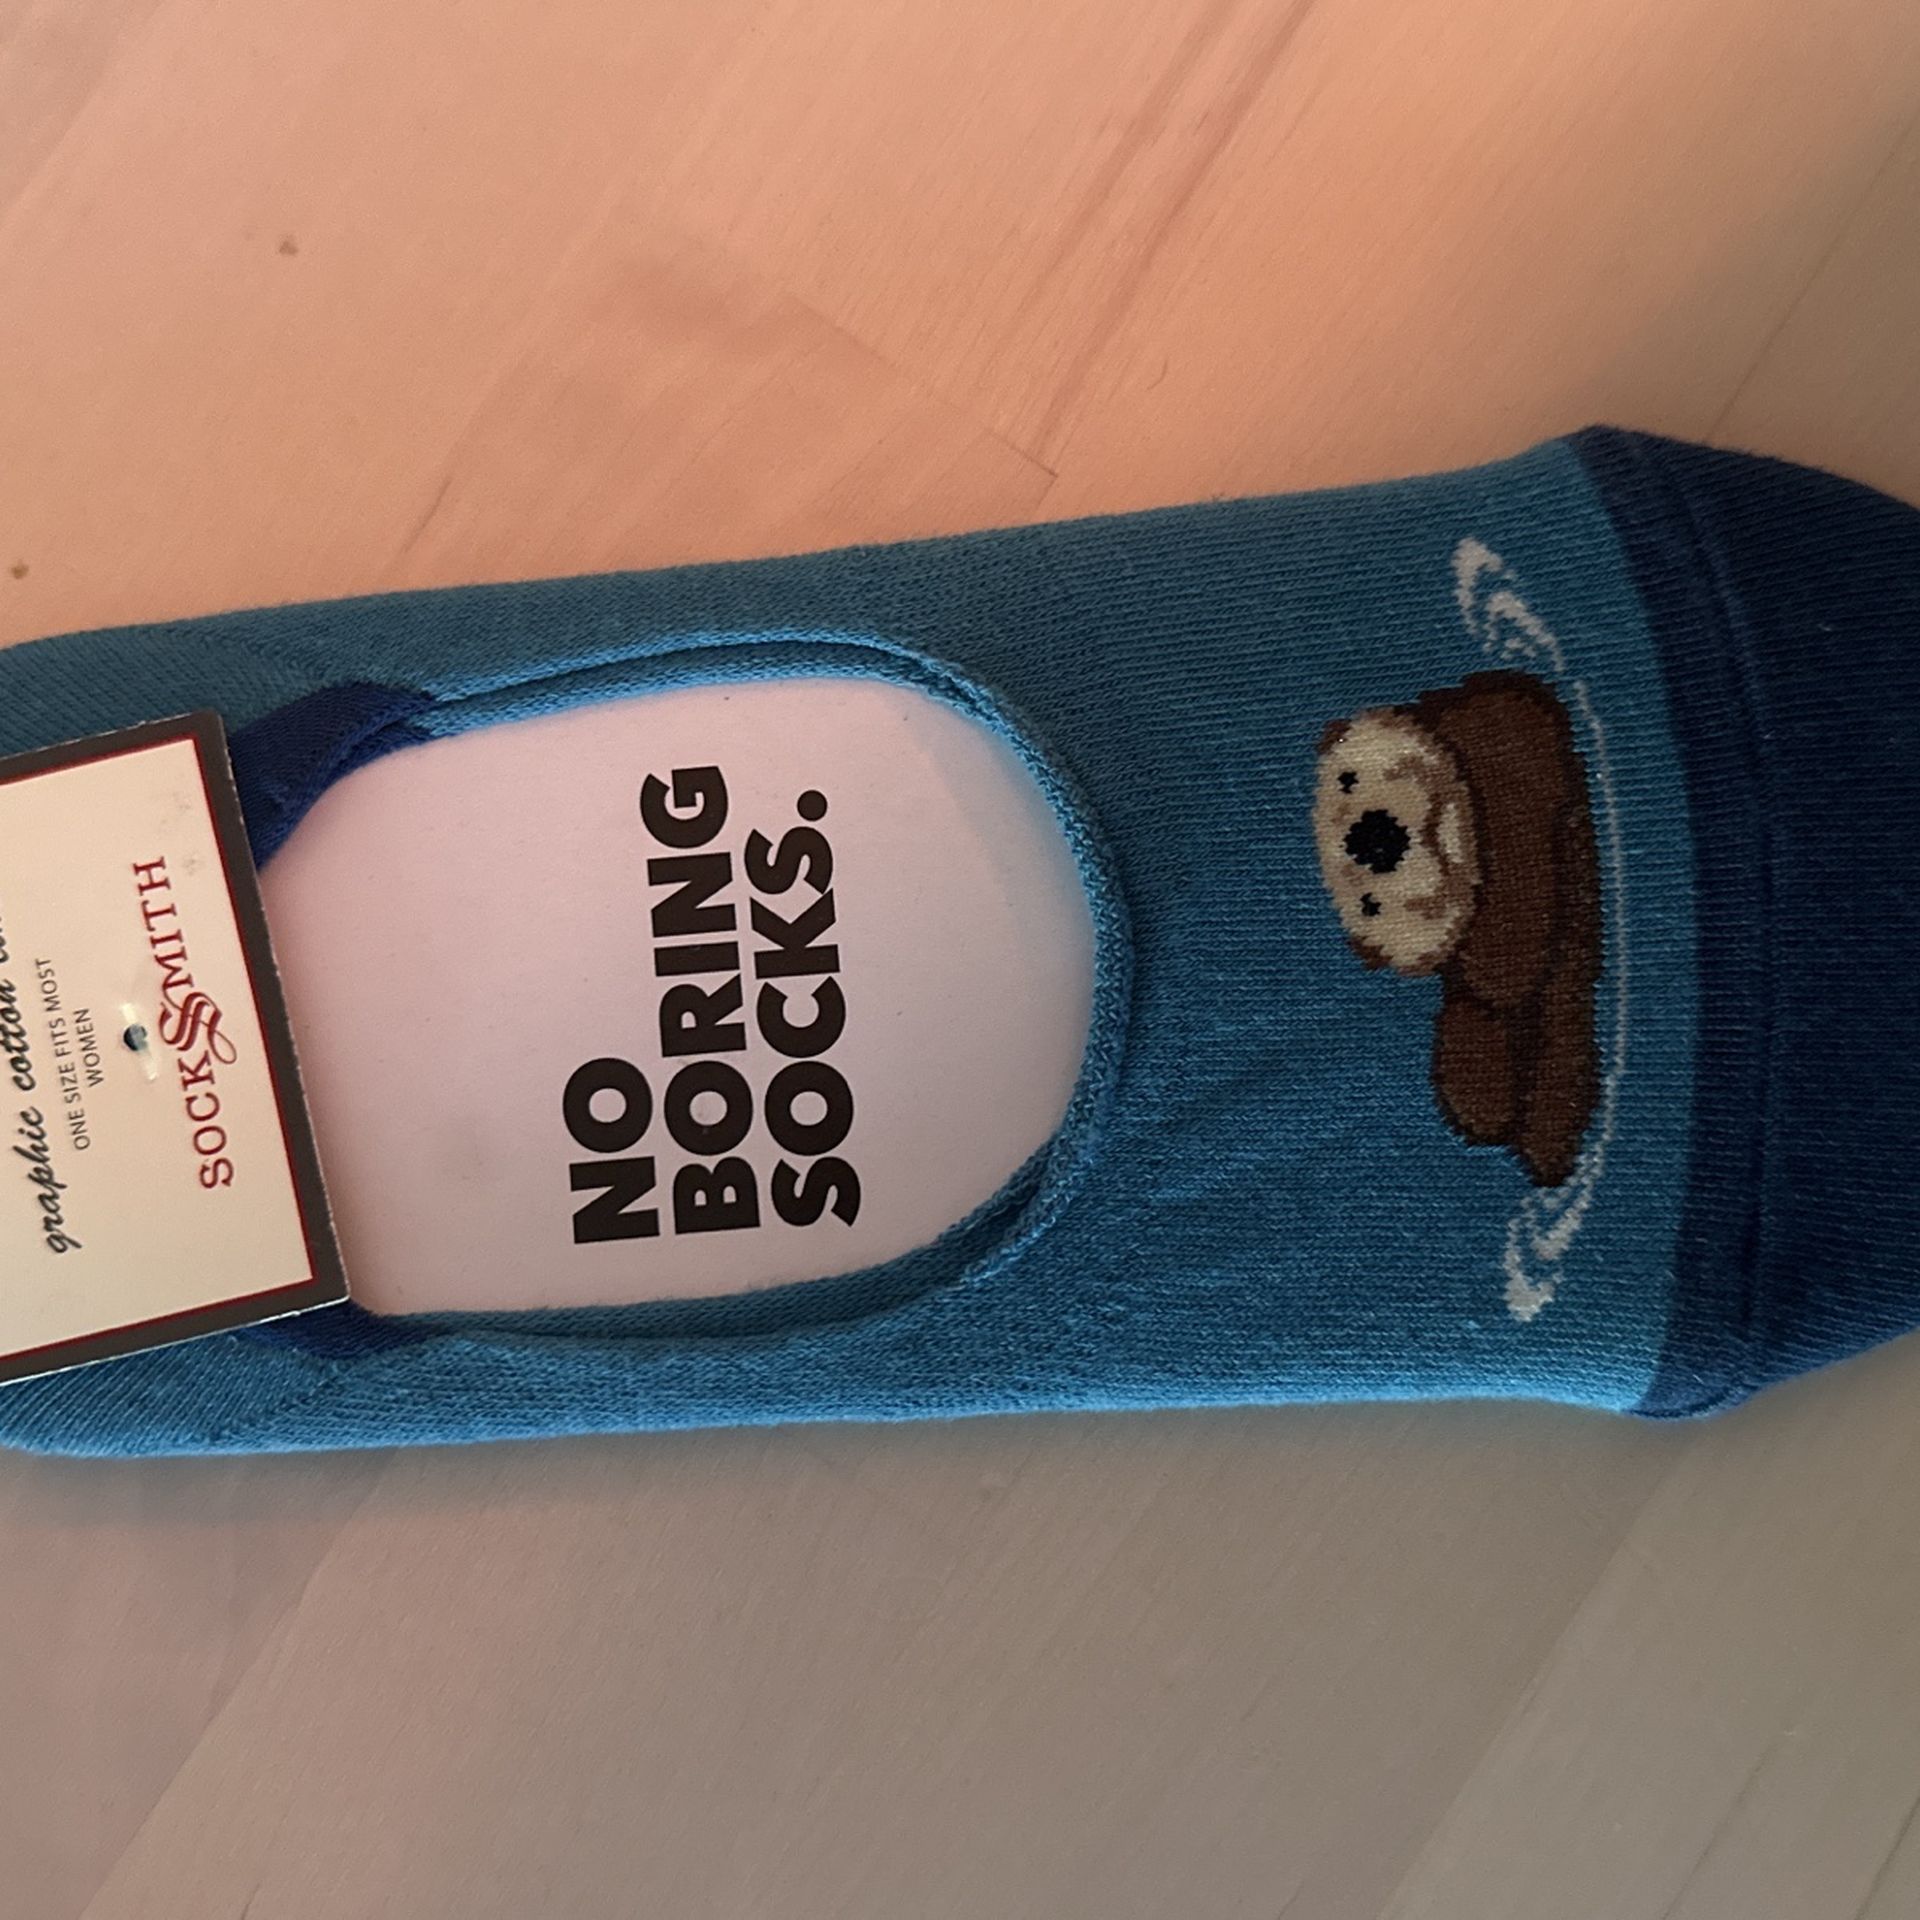 graphic cotton
ONE SIZE FITS MOST
WOMEN
SOCKSMITH
NO
BORING
SOCKS.